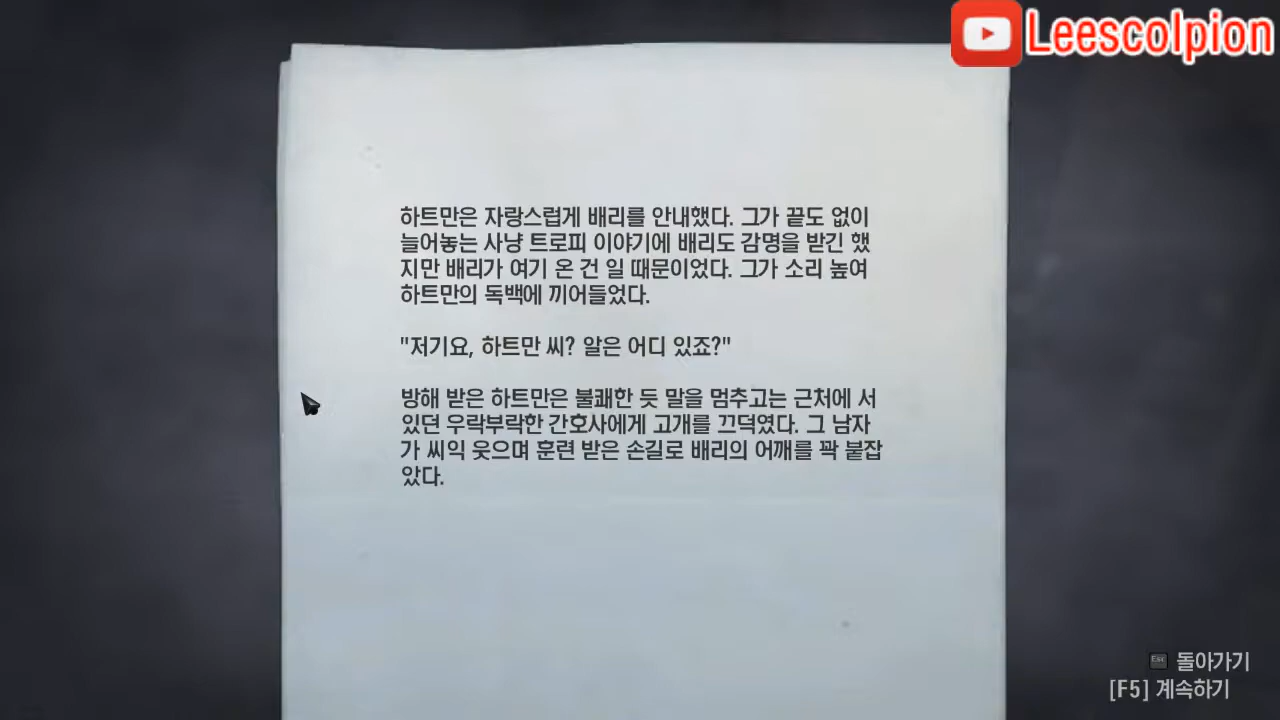 Leescolpion
하트만은 자랑스럽게 배리를 안내했다. 그가 끝도 없이
늘어놓는 사냥 트로피 이야기에 배리도 감명을 받긴 했
지만 배리가 여기 온 건 일 때문이었다. 그가 소리 높여
하트만의 독백에 끼어들었다.
"저기요, 하트만 씨? 알은 어디 있죠?"
방해 받은 하트만은 불쾌한 듯 말을 멈추고는 근처에 서
있던 우락부락한 간호사에게 고개를 끄덕였다. 그 남자
가 씨익 웃으며 훈련 받은 손길로 배리의 어깨를 꽉 붙잡
았다.
Esc 돌아가기
[F5] 계속하기